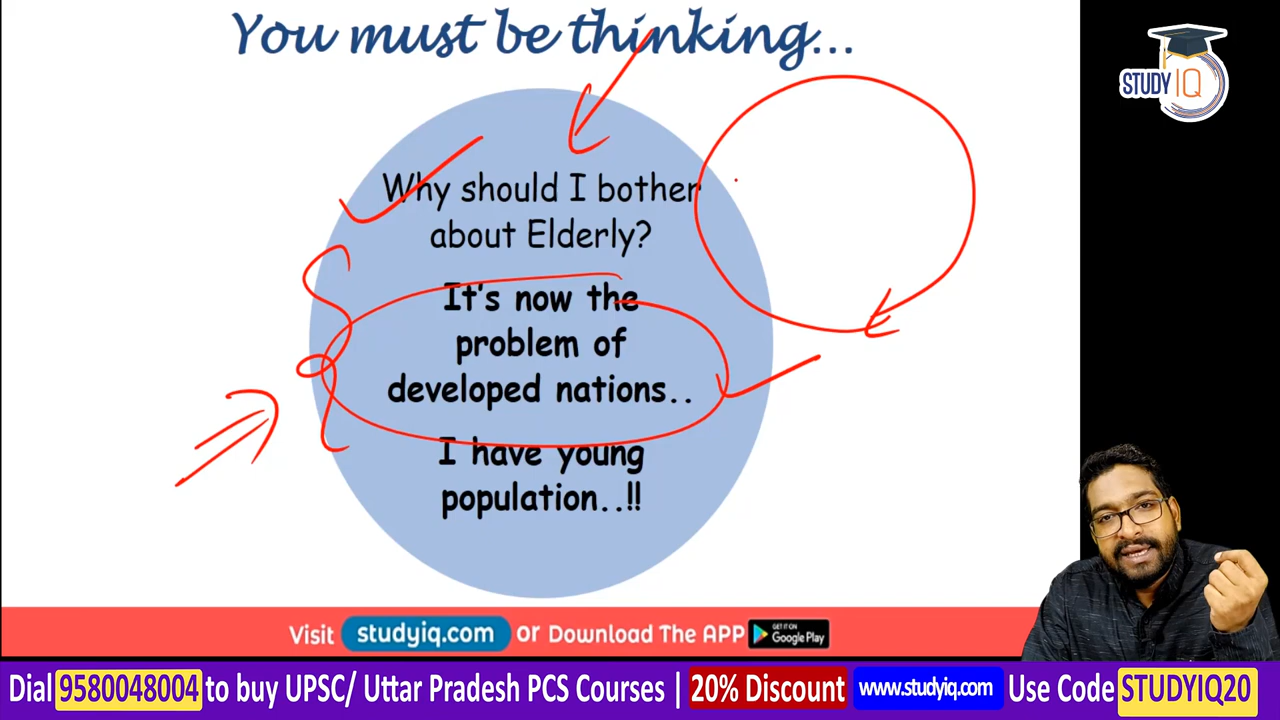 You must be thinking...
STUDY IQ
Why should I bother
about Elderly?
It's now the
problem of
developed nations..
I have young
population..!!
Visit studyiq.com or Download The APP GET IT ON Google Play
Dial 9580048004 to buy UPSC/ Uttar Pradesh PCS Courses | 20% Discount www.studyiq.com Use Code STUDYIQ20